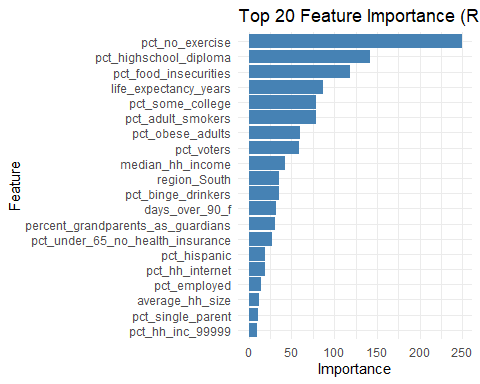 Top 20 Feature Importance (R
pct_no_exercise
pct_highschool_diploma
pct_food_insecurities
life_expectancy_years
pct_some_college
pct_adult_smokers
pct_obese_adults
pct_voters
median_hh_income
region_South
pct_binge_drinkers
days_over_90_f
percent_grandparents_as_guardians
pct_under_65_no_health_insurance
pct_hispanic
pct_hh_internet
pct_employed
average_hh_size
pct_single_parent
pct_hh_inc_99999
Feature
0 50 100 150 200 250
Importance